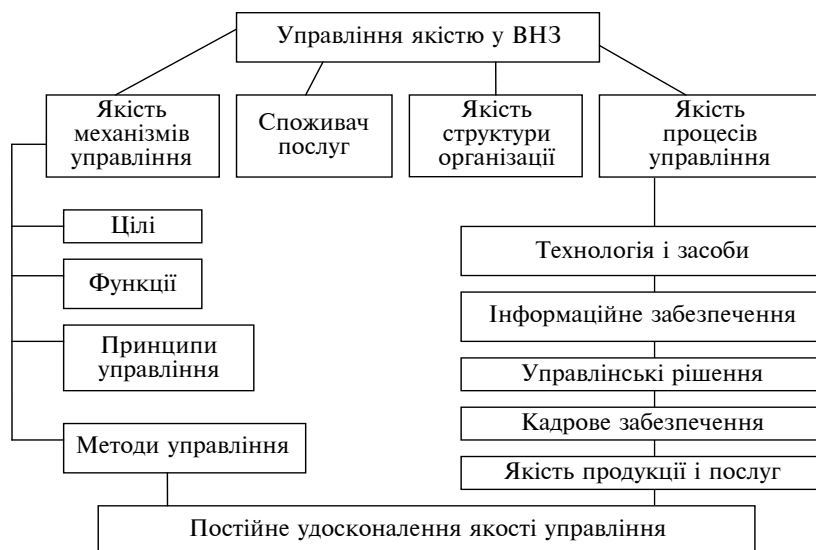 Управління якістю у ВНЗ
Якість
механізмів
управління
Споживач
послуг
Якість
структури
організації
Якість
процесів
управління
Цілі
Функції
Принципи
управління
Методи управління
Технологія і засоби
Інформаційне забезпечення
Управлінські рішення
Кадрове забезпечення
Якість продукції і послуг
Постійне удосконалення якості управління